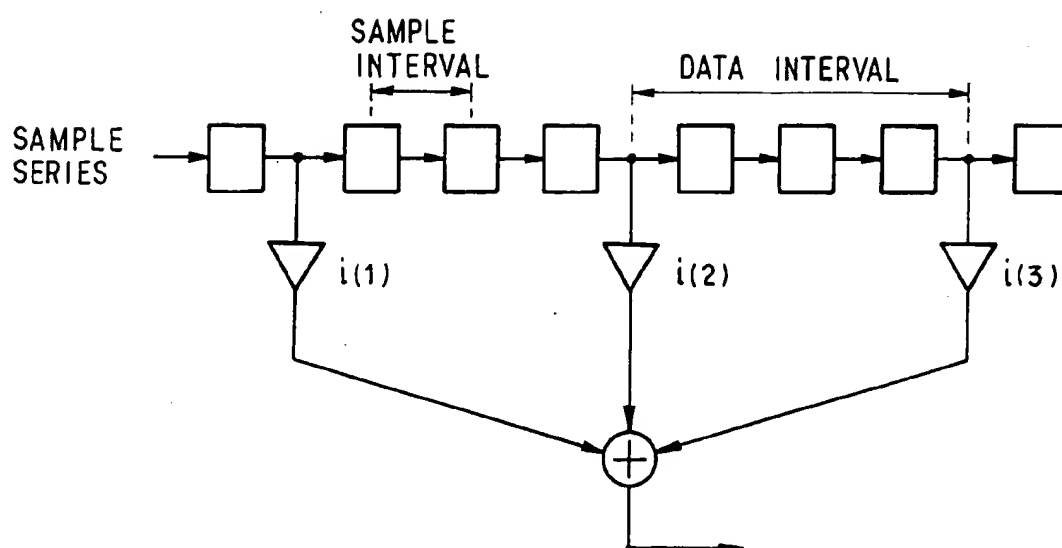 SAMPLE
INTERVAL
DATA INTERVAL
SAMPLE
SERIES
i(1)
i(2)
i(3)
+